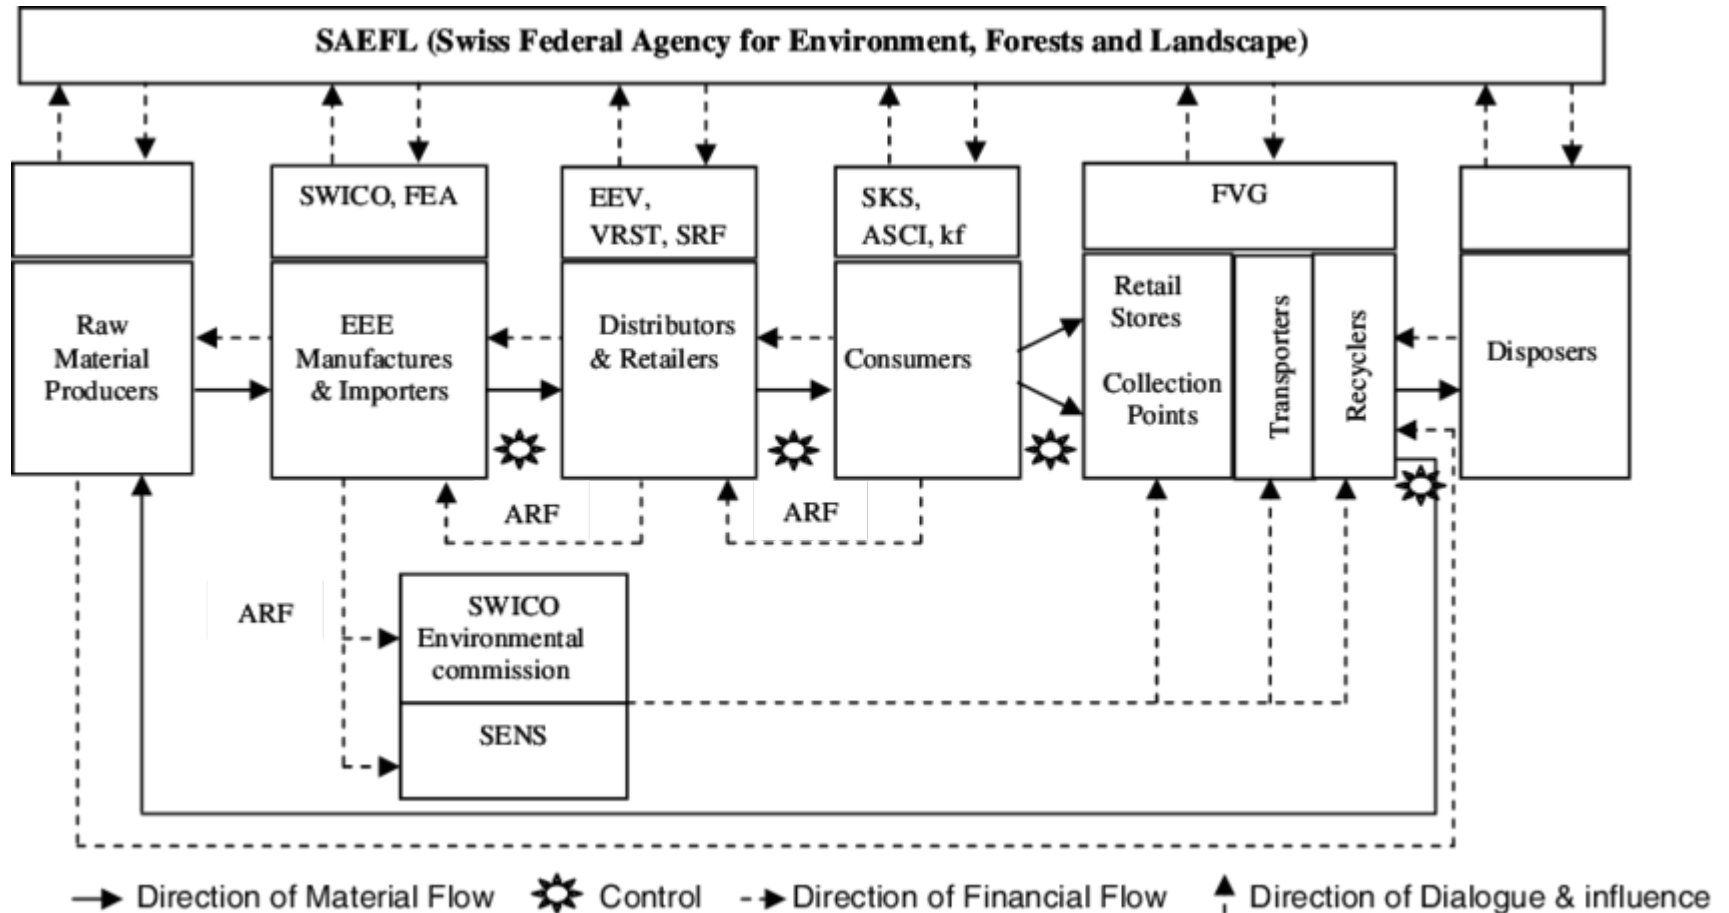 SAEFL (Swiss Federal Agency for Environment, Forests and Landscape)
SWICO, FEA
EEV,
VRST, SRF
SKS,
ASCI, kf
FVG
Raw
Material
Producers
EEE
Manufactures
& Importers
Distributors
& Retailers
Consumers
Retail
Stores
Collection
Points
Transporters
Recyclers
Disposers
ARF
ARF
ARF
SWICO
Environmental
commission
SENS
Direction of Material Flow
Control
Direction of Financial Flow
Direction of Dialogue & influence